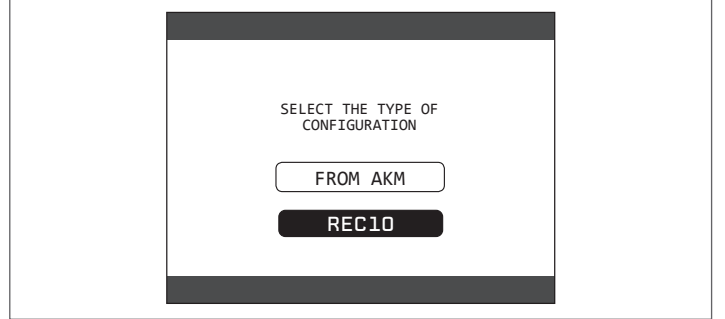 SELECT THE TYPE OF
CONFIGURATION
FROM AKM
REC10